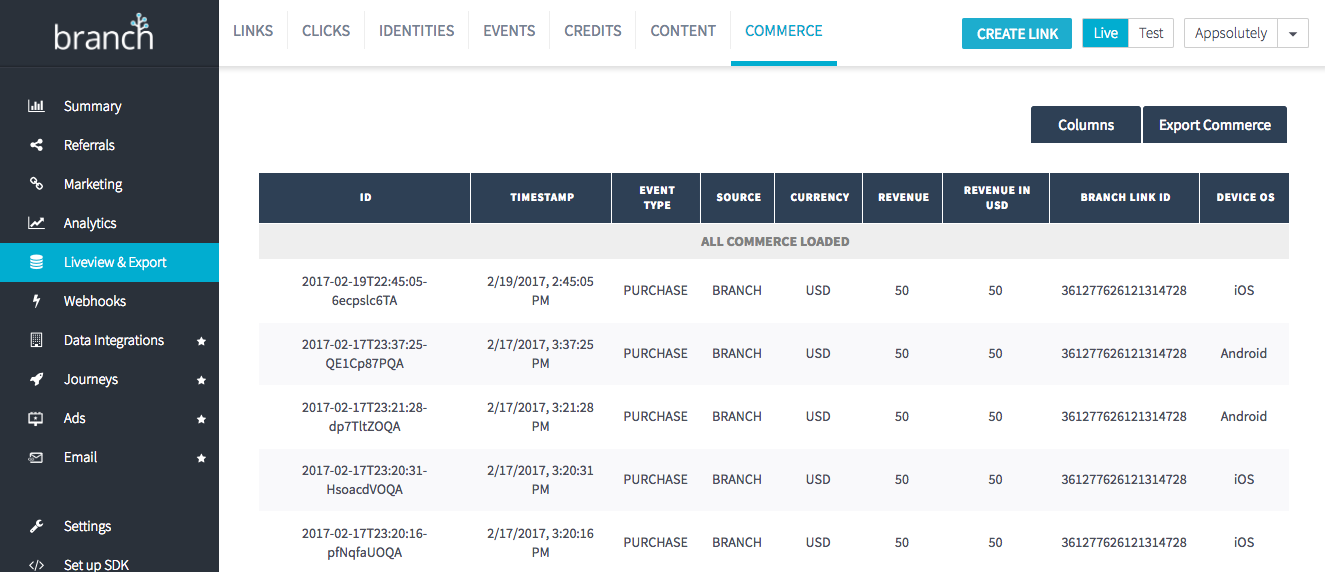 branch
LINKS CLICKS IDENTITIES EVENTS CREDITS CONTENT COMMERCE CREATE LINK Live Test Appsolutely
Summary
Referrals
Marketing
Analytics
Liveview & Export
Webhooks
Data Integrations
Journeys
Ads
Email
Settings
Set up SDK
Columns Export Commerce
ID TIMESTAMP EVENT TYPE SOURCE CURRENCY REVENUE REVENUE IN USD BRANCH LINK ID DEVICE OS
ALL COMMERCE LOADED
2017-02-19T22:45:05-6ecpslc6TA 2/19/2017, 2:45:05 PM PURCHASE BRANCH USD 50 50 361277626121314728 iOS
2017-02-17T23:37:25-QE1Cp87PQA 2/17/2017, 3:37:25 PM PURCHASE BRANCH USD 50 50 361277626121314728 Android
2017-02-17T23:21:28-dp7TltZOQA 2/17/2017, 3:21:28 PM PURCHASE BRANCH USD 50 50 361277626121314728 Android
2017-02-17T23:20:31-HsoacdVOQA 2/17/2017, 3:20:31 PM PURCHASE BRANCH USD 50 50 361277626121314728 iOS
2017-02-17T23:20:16-pfNqfaUOQA 2/17/2017, 3:20:16 PM PURCHASE BRANCH USD 50 50 361277626121314728 iOS